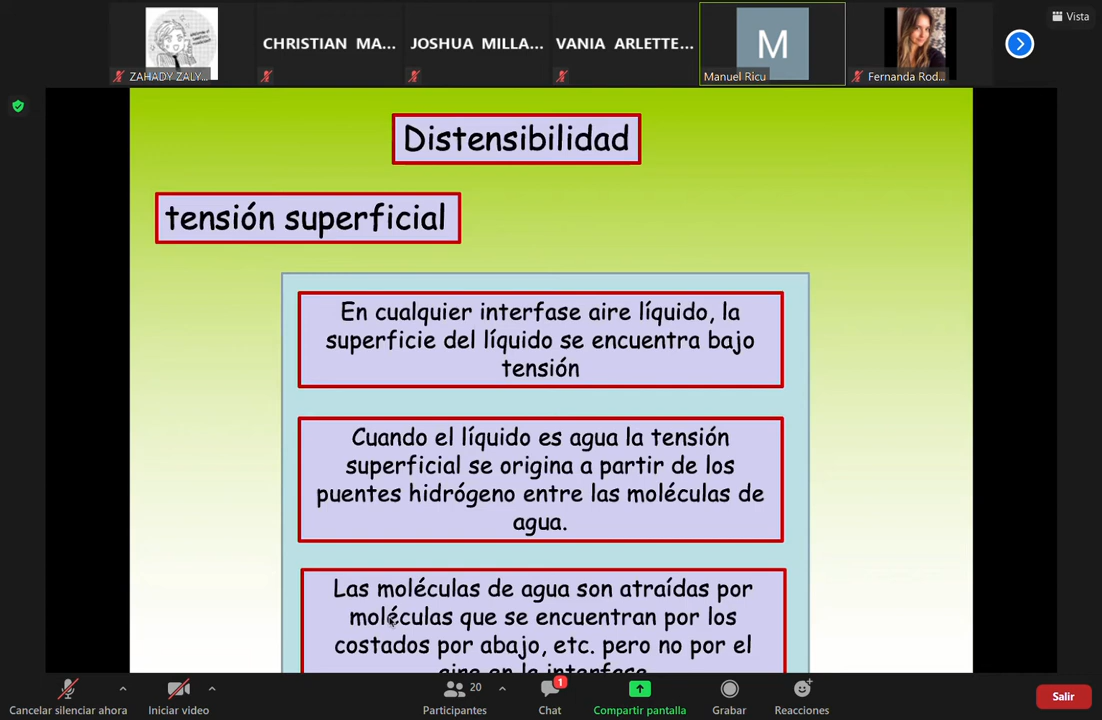 Vista
ZAHADY ZALY...
CHRISTIAN MA...
JOSHUA MILLA...
VANIA ARLETTE...
M
Manuel Ricu
Fernanda Rod...
Distensibilidad
tensión superficial
En cualquier interfase aire líquido, la
superficie del líquido se encuentra bajo
tensión
Cuando el líquido es agua la tensión
superficial se origina a partir de los
puentes hidrógeno entre las moléculas de
agua.
Las moléculas de agua son atraídas por
moléculas que se encuentran por los
costados por abajo, etc. pero no por el
aire en la interfase
Cancelar silenciar ahora
Iniciar video
20
Participantes
1
Chat
Compartir pantalla
Grabar
Reacciones
Salir